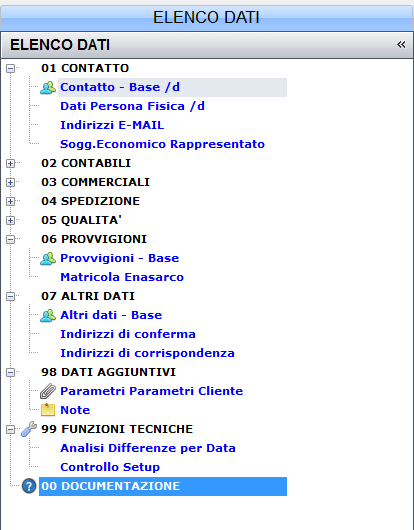 ELENCO DATI
ELENCO DATI «
01 CONTATTO
Contatto - Base /d
Dati Persona Fisica /d
Indirizzi E-MAIL
Sogg.Economico Rappresentato
02 CONTABILI
03 COMMERCIALI
04 SPEDIZIONE
05 QUALITA'
06 PROVVIGIONI
Provvigioni - Base
Matricola Enasarco
07 ALTRI DATI
Altri dati - Base
Indirizzi di conferma
Indirizzi di corrispondenza
98 DATI AGGIUNTIVI
Parametri Parametri Cliente
Note
99 FUNZIONI TECNICHE
Analisi Differenze per Data
Controllo Setup
00 DOCUMENTAZIONE